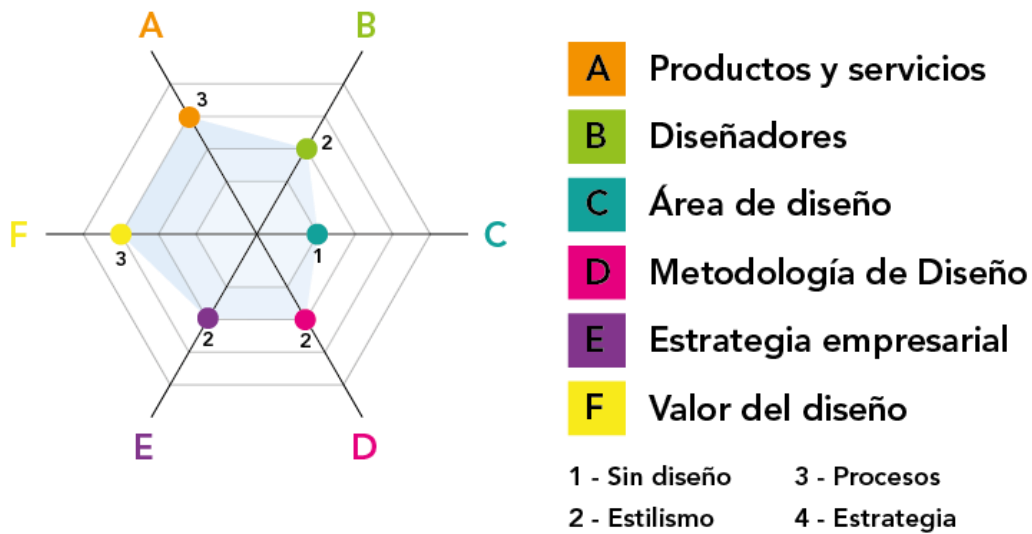 A
B
3
2
F
C
3
1
2
2
E
D
A Productos y servicios
B Diseñadores
C Área de diseño
D Metodología de Diseño
E Estrategia empresarial
F Valor del diseño
1 - Sin diseño
3 - Procesos
2 - Estilismo
4 - Estrategia